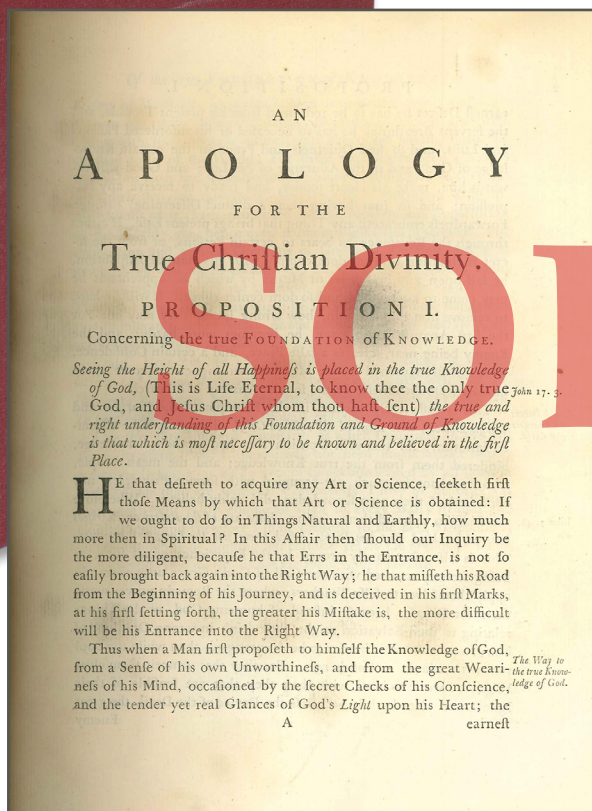 AN
APOLOGY
FOR THE
True Chriſtian Divinity.
PROPOSITION I.
Concerning the true FOUNDATION of KNOWLEDGE.
Seeing the Height of all Happineſs is placed in the true Knowledge
of God, (This is Life Eternal, to know thee the only true
John 17. 3.
God, and Jeſus Chriſt whom thou haſt ſent) the true and
right underſtanding of this Foundation and Ground of Knowledge
is that which is moſt neceſſary to be known and believed in the firſt
Place.
HE that deſireth to acquire any Art or Science, ſeeketh firſt
thoſe Means by which that Art or Science is obtained: If
we ought to do ſo in Things Natural and Earthly, how much
more then in Spiritual? In this Affair then ſhould our Inquiry be
the more diligent, becauſe he that Errs in the Entrance, is not ſo
eaſily brought back again into the Right Way; he that miſſeth his Road
from the Beginning of his Journey, and is deceived in his firſt Marks,
at his firſt ſetting forth, the greater his Miſtake is, the more difficult
will be his Entrance into the Right Way.
Thus when a Man firſt propoſeth to himſelf the Knowledge of God,
from a Senſe of his own Unworthineſs, and from the great Weari-
neſs of his Mind, occaſioned by the ſecret Checks of his Conſcience,
and the tender yet real Glances of God's Light upon his Heart; the
The Way to
the true Know-
ledge of God.
A
earneſt
SO